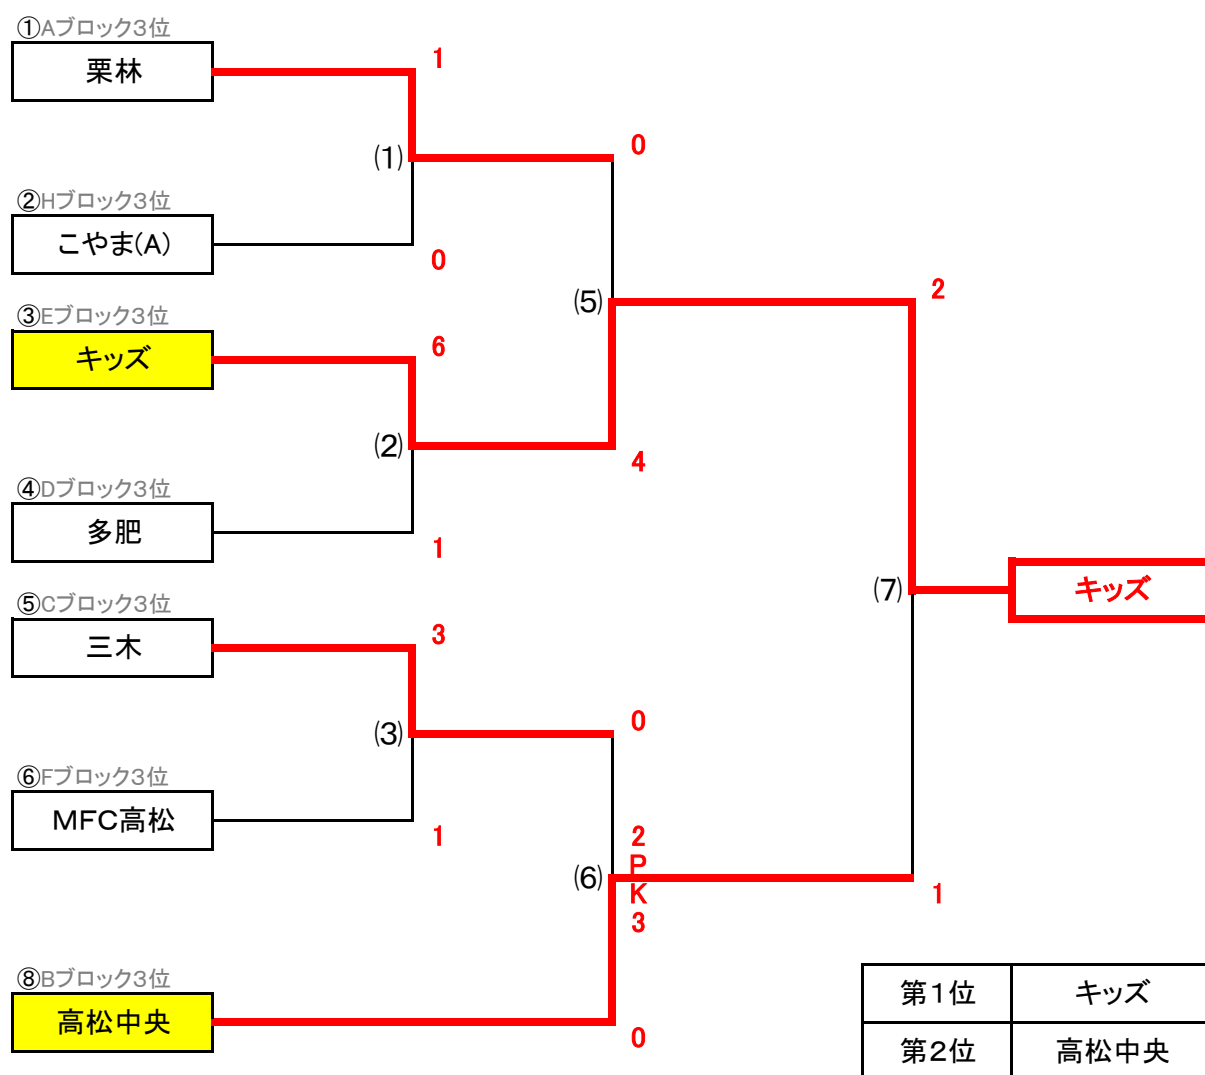 ①Aブロック3位
栗林
1
(1)
0
②Hブロック3位
こやま(A)
0
③Eブロック3位
キッズ
6
(5)
2
(2)
4
④Dブロック3位
多肥
1
(7)
キッズ
⑤Cブロック3位
三木
3
(3)
0
⑥Fブロック3位
MFC高松
1
2
P
K
3
(6)
1
⑧Bブロック3位
高松中央
0
第1位 キッズ
第2位 高松中央